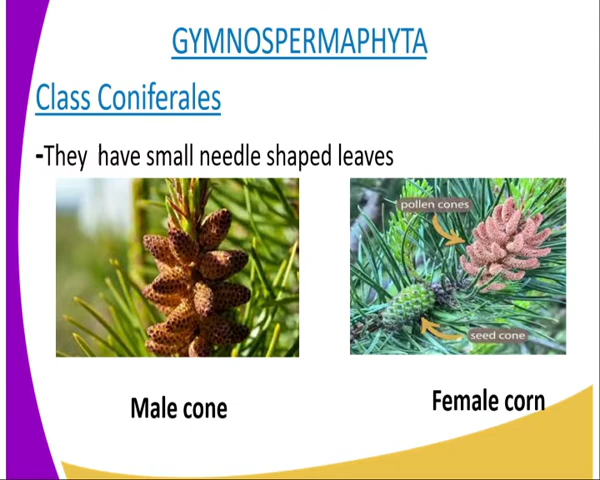 GYMNOSPERMAPHYTA
Class Coniferales
-They have small needle shaped leaves
pollen cones
seed cone
Male cone
Female corn